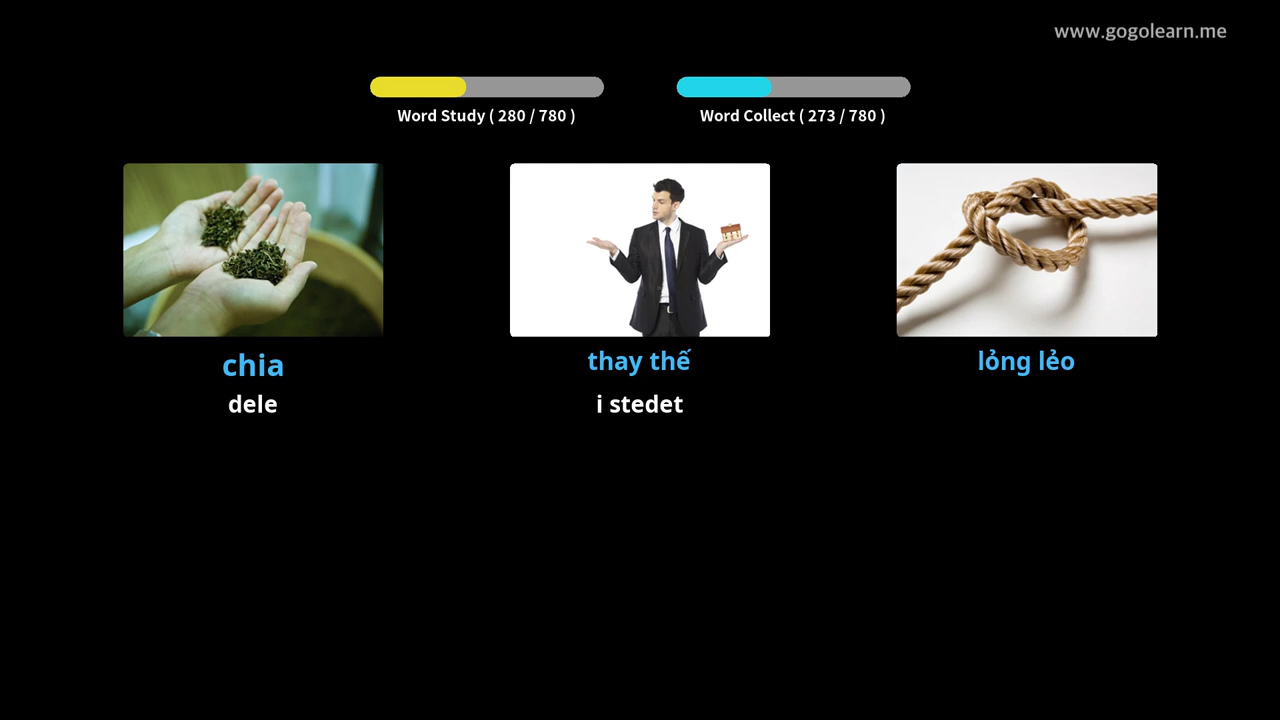 www.gogolearn.me
Word Study ( 280 / 780 )
Word Collect ( 273 / 780 )
chia
dele
thay thế
i stedet
lỏng lẻo